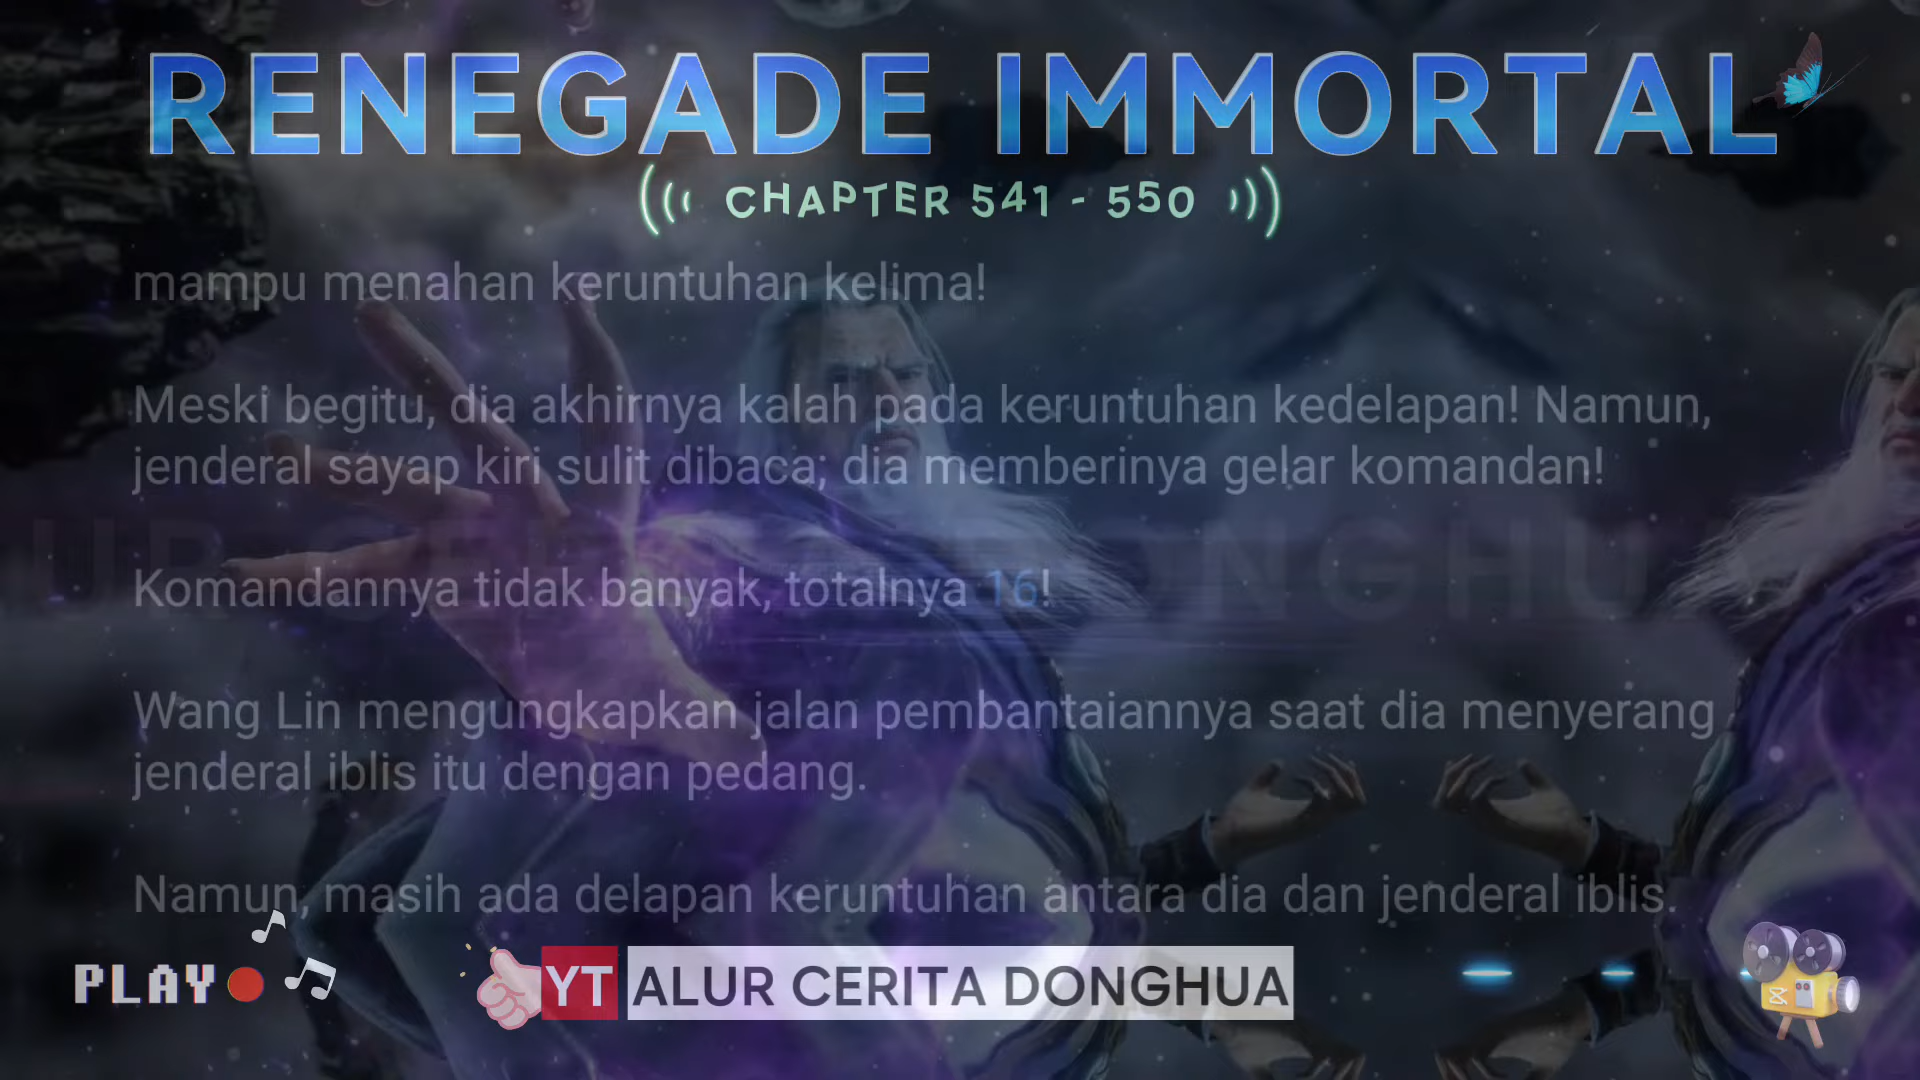 RENEGADE IMMORTAL
CHAPTER 541 - 550
mampu menahan keruntuhan kelima!
Meski begitu, dia akhirnya kalah pada keruntuhan kedelapan! Namun,
jenderal sayap kiri sulit dibaca; dia memberinya gelar komandan!
Komandannya tidak banyak, totalnya 16!
Wang Lin mengungkapkan jalan pembantaiannya saat dia menyerang
jenderal iblis itu dengan pedang.
Namun, masih ada delapan keruntuhan antara dia dan jenderal iblis.
PLAY
YT ALUR CERITA DONGHUA